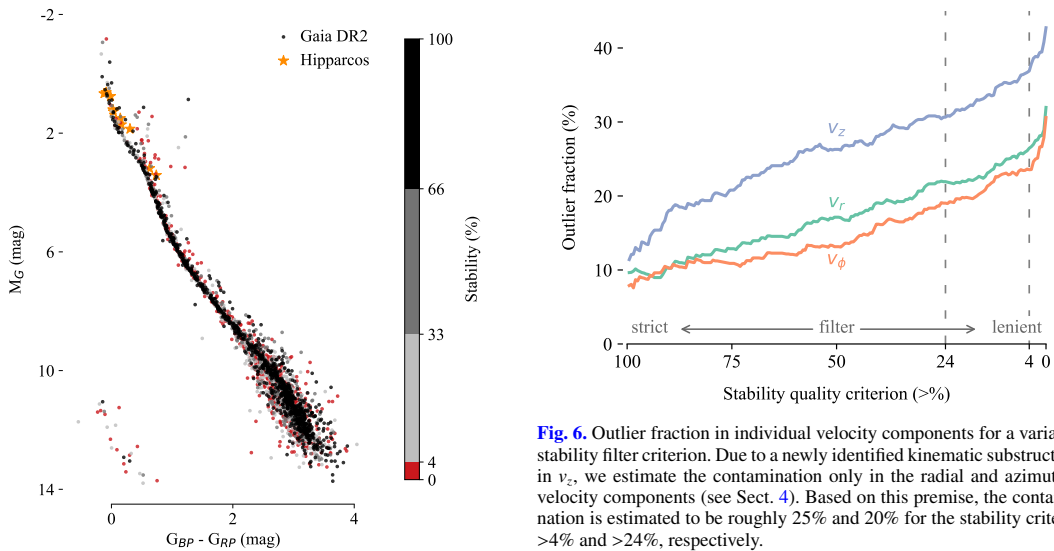 -2
2
6
10
14
M_G (mag)
0
2
4
G_BP - G_RP (mag)
Gaia DR2
Hipparcos
100
66
33
4
0
Stability (%)
40
30
20
10
0
Outlier fraction (%)
v_z
v_r
v_ϕ
strict
filter
lenient
100
75
50
24
4
0
Stability quality criterion (>%)
Fig. 6. Outlier fraction in individual velocity components for a varia
stability filter criterion. Due to a newly identified kinematic substruct
in v_z, we estimate the contamination only in the radial and azimut
velocity components (see Sect. 4). Based on this premise, the conta
nation is estimated to be roughly 25% and 20% for the stability crite
>4% and >24%, respectively.